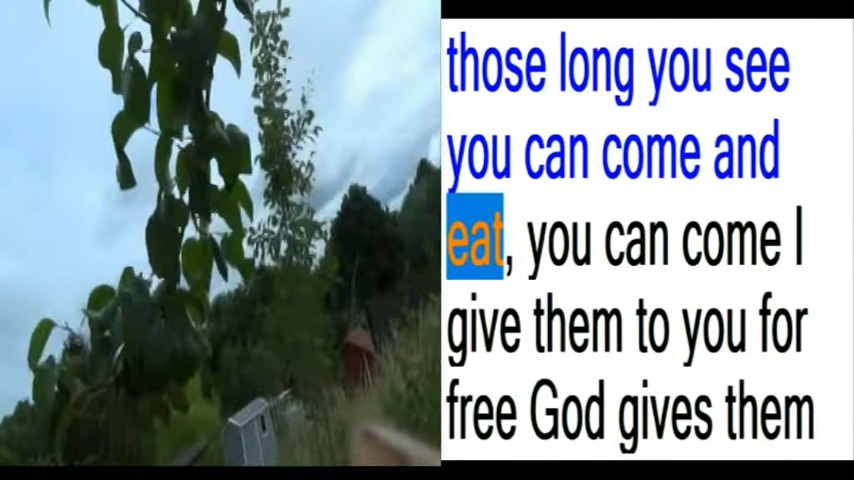 those long you see
you can come and
eat, you can come I
give them to you for
free God gives them